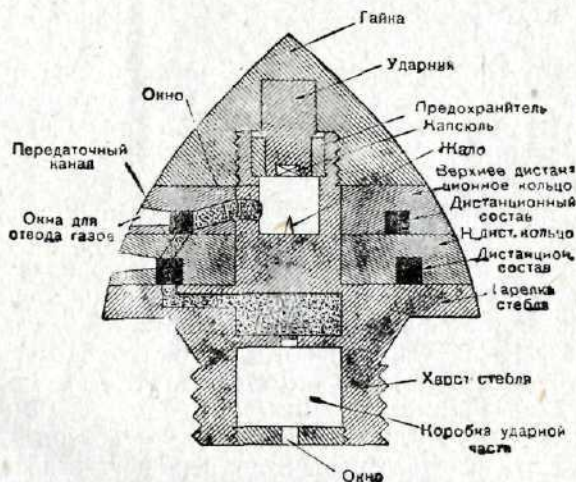 Гайка
Ударник
Окно
Предохранитель
Капсюль
Передаточный
канал
Жало
Верхнее дистан-
ционное кольцо
Окна для
отвода газов
Дистанционный
состав
Н. дист. кольцо
Дистанцион.
состав
Тарелка
стебля
Хвост стебля
Коробка ударной
части
Окно